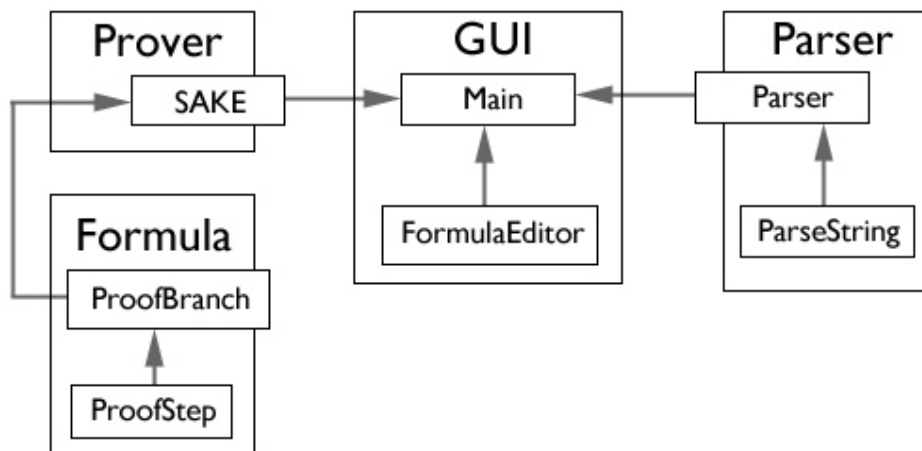 Prover
SAKE
Formula
ProofBranch
ProofStep
GUI
Main
FormulaEditor
Parser
Parser
ParseString